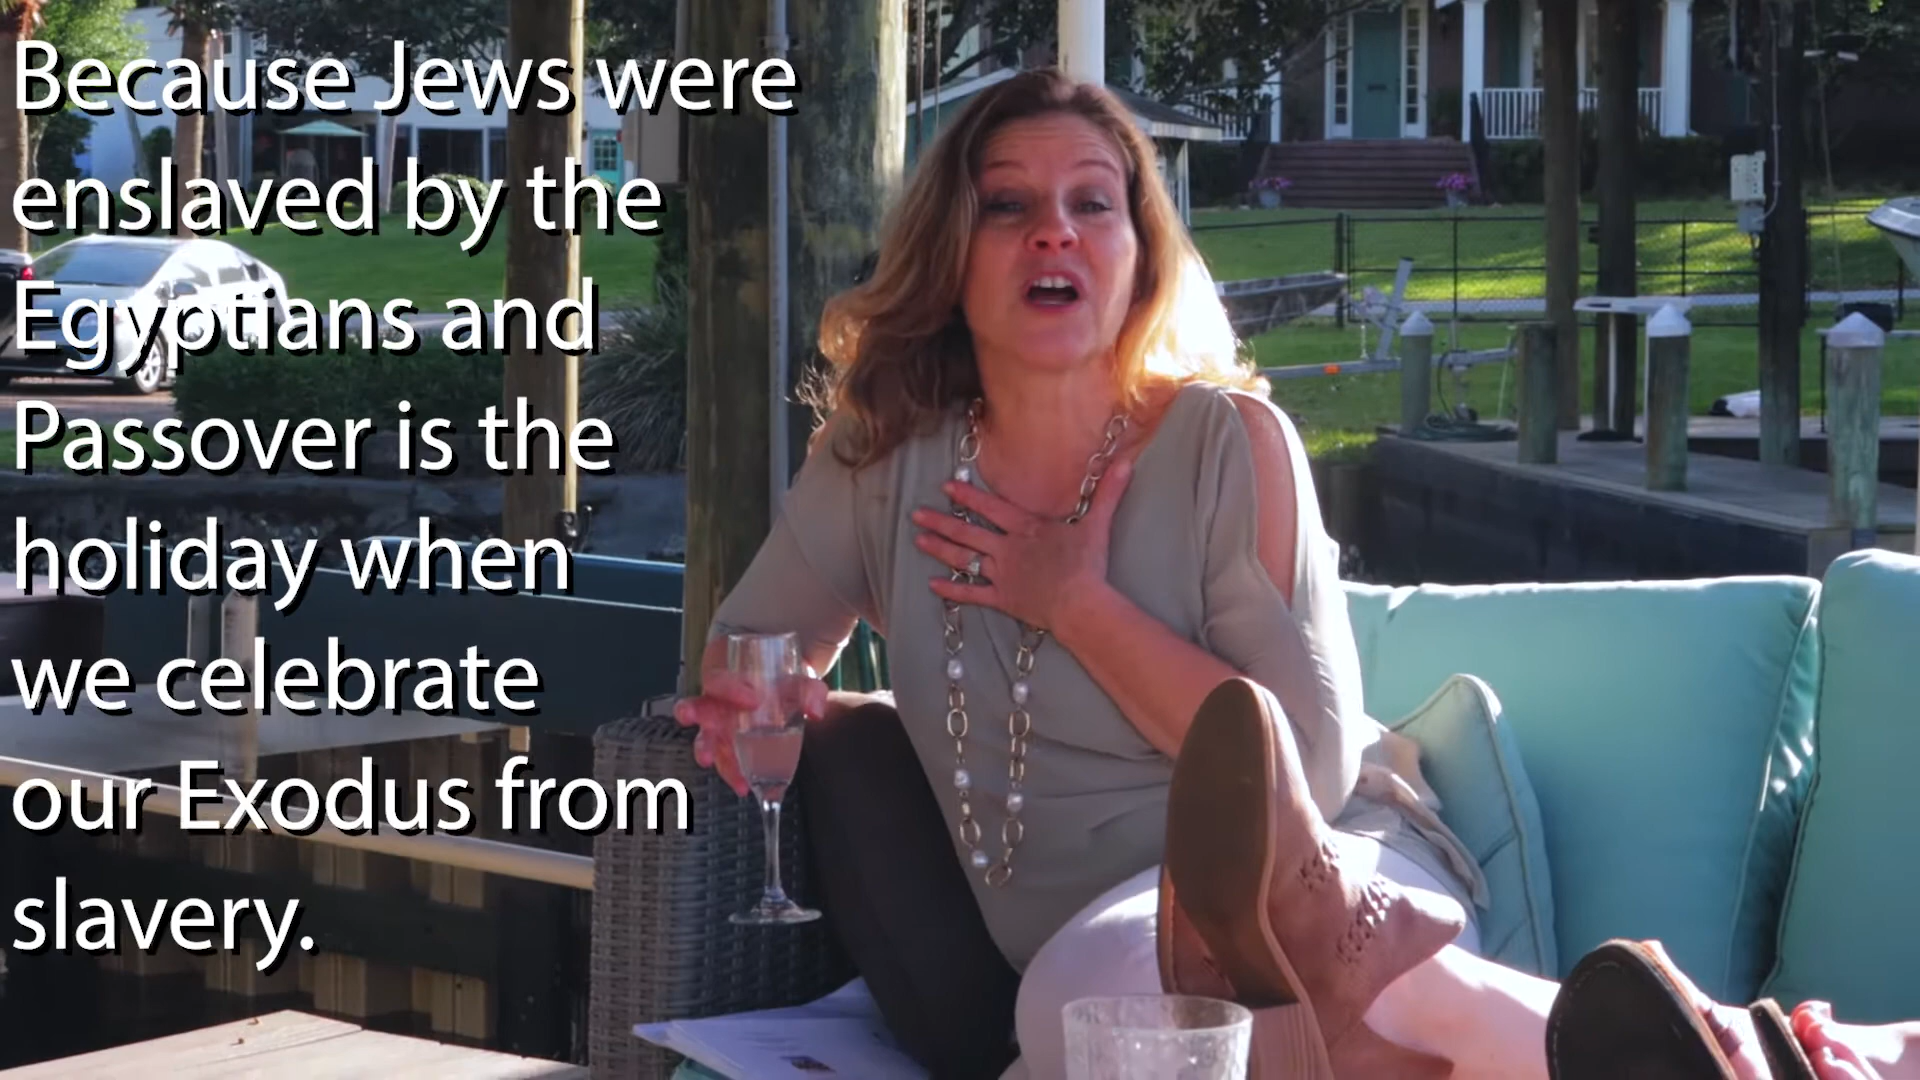 Because Jews were
enslaved by the
Egyptians and
Passover is the
holiday when
we celebrate
our Exodus from
slavery.